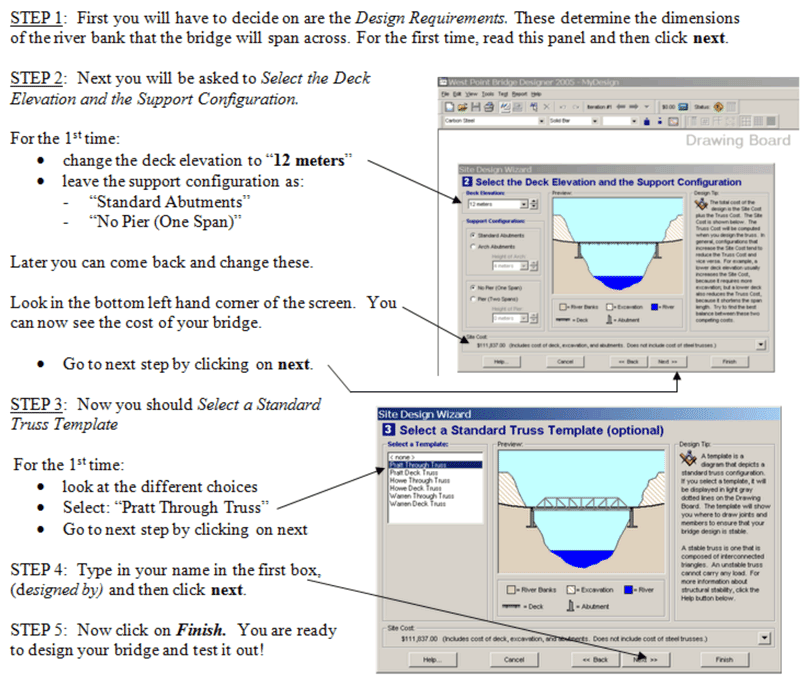 STEP 1:  First you will have to decide on are the Design Requirements. These determine the dimensions
of the river bank that the bridge will span across. For the first time, read this panel and then click next.
STEP 2:  Next you will be asked to Select the Deck
Elevation and the Support Configuration.
For the 1st time:
• change the deck elevation to “12 meters”
• leave the support configuration as:
- “Standard Abutments”
- “No Pier (One Span)”
Later you can come back and change these.
Look in the bottom left hand corner of the screen.  You
can now see the cost of your bridge.
• Go to next step by clicking on next.
STEP 3:  Now you should Select a Standard
Truss Template
For the 1st time:
• look at the different choices
• Select: “Pratt Through Truss”
• Go to next step by clicking on next
STEP 4:  Type in your name in the first box,
(designed by) and then click next.
STEP 5:  Now click on Finish.  You are ready
to design your bridge and test it out!
West Point Bridge Designer 2005 - MyDesign
File Edit View Tools Test Report Help
Iteration #1
$0.00
Status:
Carbon Steel
Solid Bar
Drawing Board
Site Design Wizard
2 Select the Deck Elevation and the Support Configuration
Deck Elevation:
12 meters
Support Configuration:
Standard Abutments
Arch Abutments
Height of Arch:
4 meters
No Pier (One Span)
Pier (Two Spans)
Height of Pier:
0 meters
Preview:
= River Banks
= Excavation
= River
= Deck
= Abutment
Design Tip:
The total cost of the
design is the Site Cost
plus the Truss Cost. The Site
Cost is shown below. The
Truss Cost will be computed
when you design the truss. In
general, configurations that
increase the Site Cost tend to
reduce the Truss Cost and
vice versa. For example, a
lower deck elevation usually
increases the Site Cost,
because it requires more
excavation, but a lower deck
also reduces the Truss Cost,
because it shortens the span
length. Try to find the best
balance between these two
competing costs.
Site Cost:
$111,837.00 (Includes cost of deck, excavation, and abutments. Does not include cost of steel trusses.)
Help...
Cancel
<< Back
Next >>
Finish
Site Design Wizard
3 Select a Standard Truss Template (optional)
Select a Template:
< none >
Pratt Through Truss
Pratt Deck Truss
Howe Through Truss
Howe Deck Truss
Warren Through Truss
Warren Deck Truss
Preview:
= River Banks
= Excavation
= River
= Deck
= Abutment
Design Tip:
A template is a
diagram that depicts a
standard truss configuration.
If you select a template, it will
be displayed in light gray
dotted lines on the Drawing
Board. The template will show
you where to draw joints and
members to ensure that your
bridge design is stable.
A stable truss is one that is
composed of interconnected
triangles. An unstable truss
cannot carry any load. For
more information about
structural stability, click the
Help button below.
Site Cost:
$111,837.00 (Includes cost of deck, excavation, and abutments. Does not include cost of steel trusses.)
Help...
Cancel
<< Back
Next >>
Finish